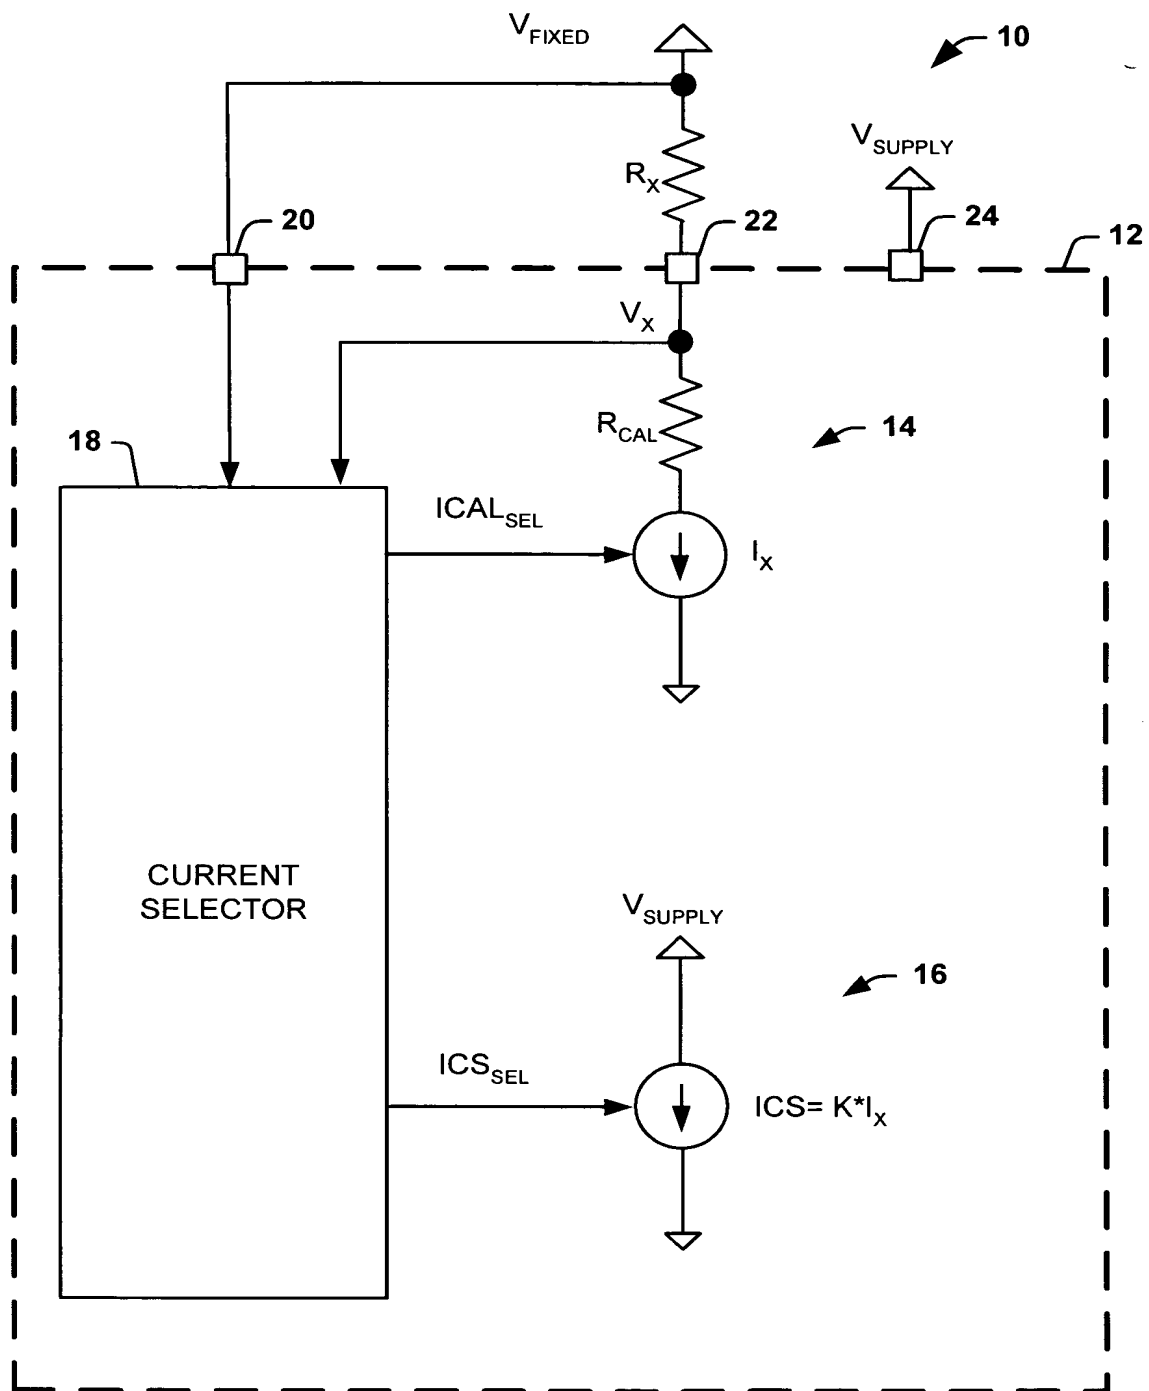 V_FIXED
10
V_SUPPLY
R_X
20
22
24
12
V_X
R_CAL
14
18
ICAL_SEL
I_X
CURRENT
SELECTOR
V_SUPPLY
16
ICS_SEL
ICS= K*I_X